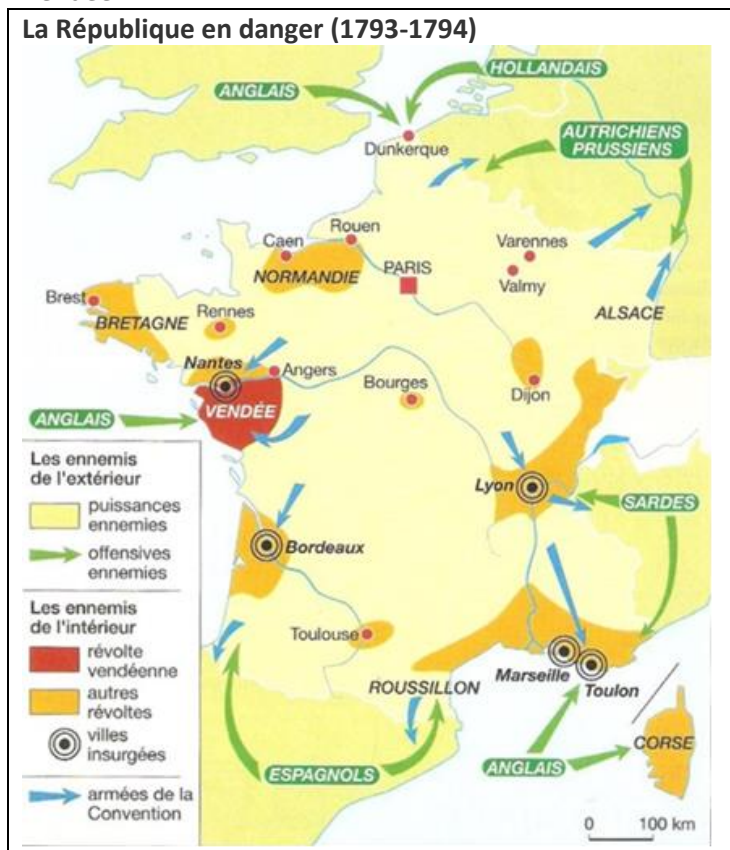 La République en danger (1793-1794)
HOLLANDAIS
ANGLAIS
Dunkerque
AUTRICHIENS
PRUSSIENS
Rouen
Caen
NORMANDIE
PARIS
Varennes
Valmy
ALSACE
Brest
BRETAGNE
Rennes
Nantes
Angers
VENDÉE
Bourges
Dijon
ANGLAIS
Les ennemis
de l'extérieur
puissances
ennemies
offensives
ennemies
Les ennemis
de l'intérieur
révolte
vendéenne
autres
révoltes
villes
insurgées
armées de la
Convention
Lyon
SARDES
Bordeaux
Toulouse
ROUSSILLON
Marseille
Toulon
CORSE
ESPAGNOLS
ANGLAIS
0 100 km